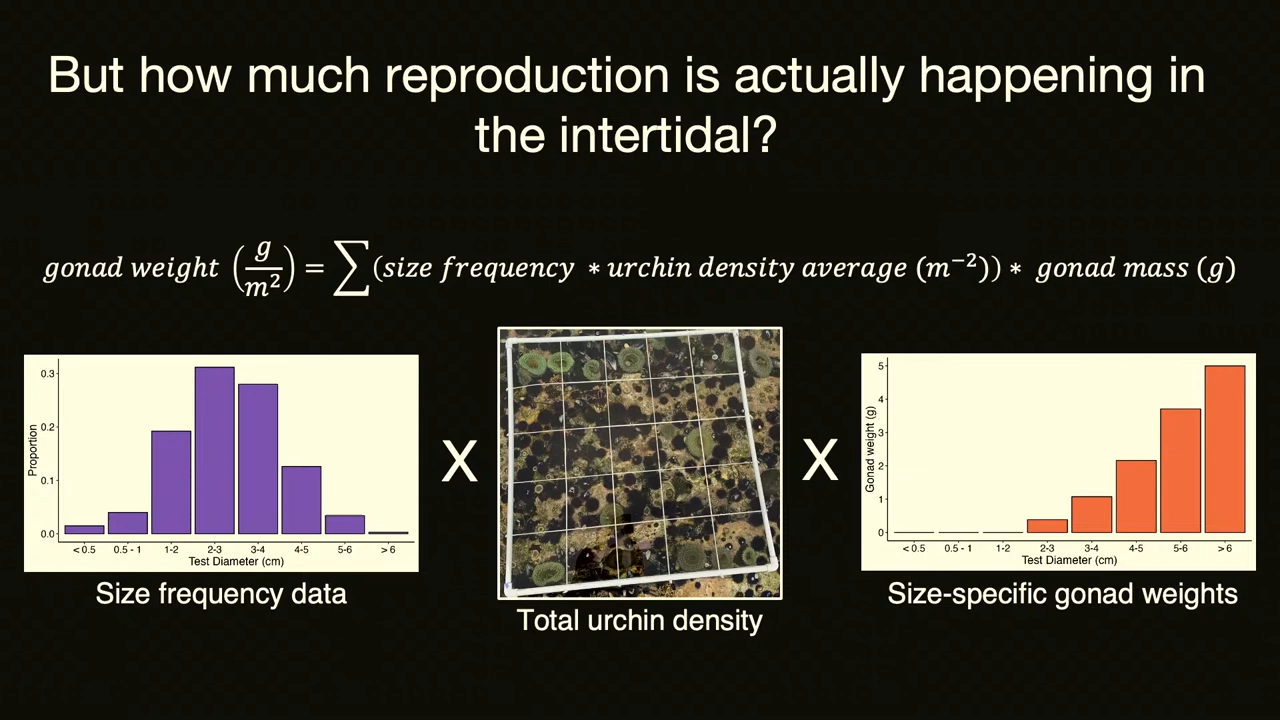 But how much reproduction is actually happening in
the intertidal?
gonad weight (g/m²) = ∑(size frequency * urchin density average (m⁻²)) * gonad mass (g)
0.3
0.2
0.1
0.0
Proportion
< 0.5 0.5 - 1 1-2 2-3 3-4 4-5 5-6 > 6
Test Diameter (cm)
Size frequency data
X
Total urchin density
X
5
4
3
2
1
0
Gonad weight (g)
< 0.5 0.5 - 1 1-2 2-3 3-4 4-5 5-6 > 6
Test Diameter (cm)
Size-specific gonad weights